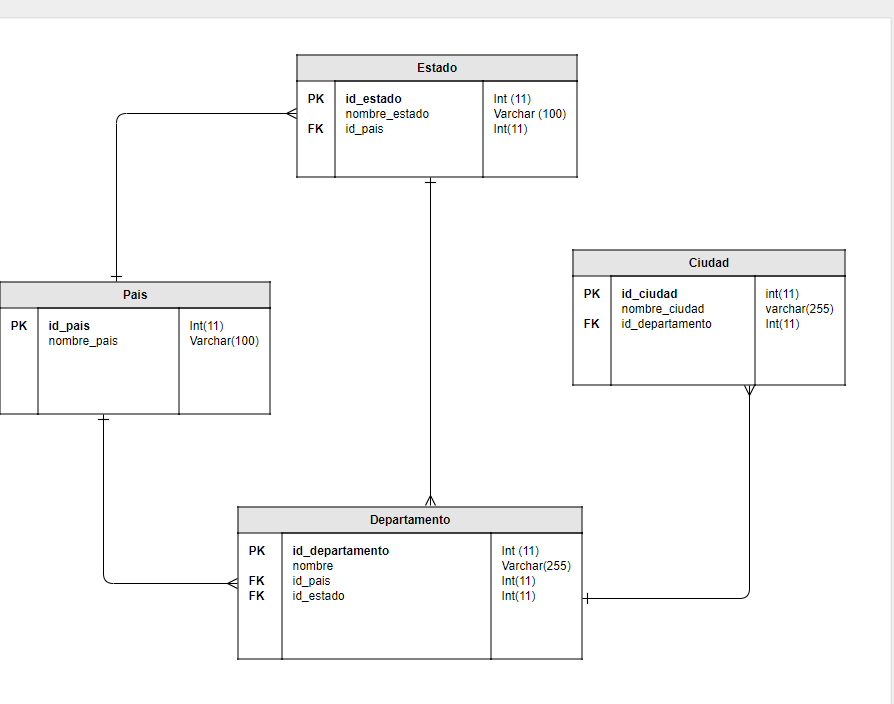 Estado
PK id_estado Int (11)
nombre_estado Varchar (100)
FK id_pais Int(11)
Ciudad
PK id_ciudad int(11)
nombre_ciudad varchar(255)
FK id_departamento Int(11)
Pais
PK id_pais Int(11)
nombre_pais Varchar(100)
Departamento
PK id_departamento Int (11)
nombre Varchar(255)
FK id_pais Int(11)
FK id_estado Int(11)